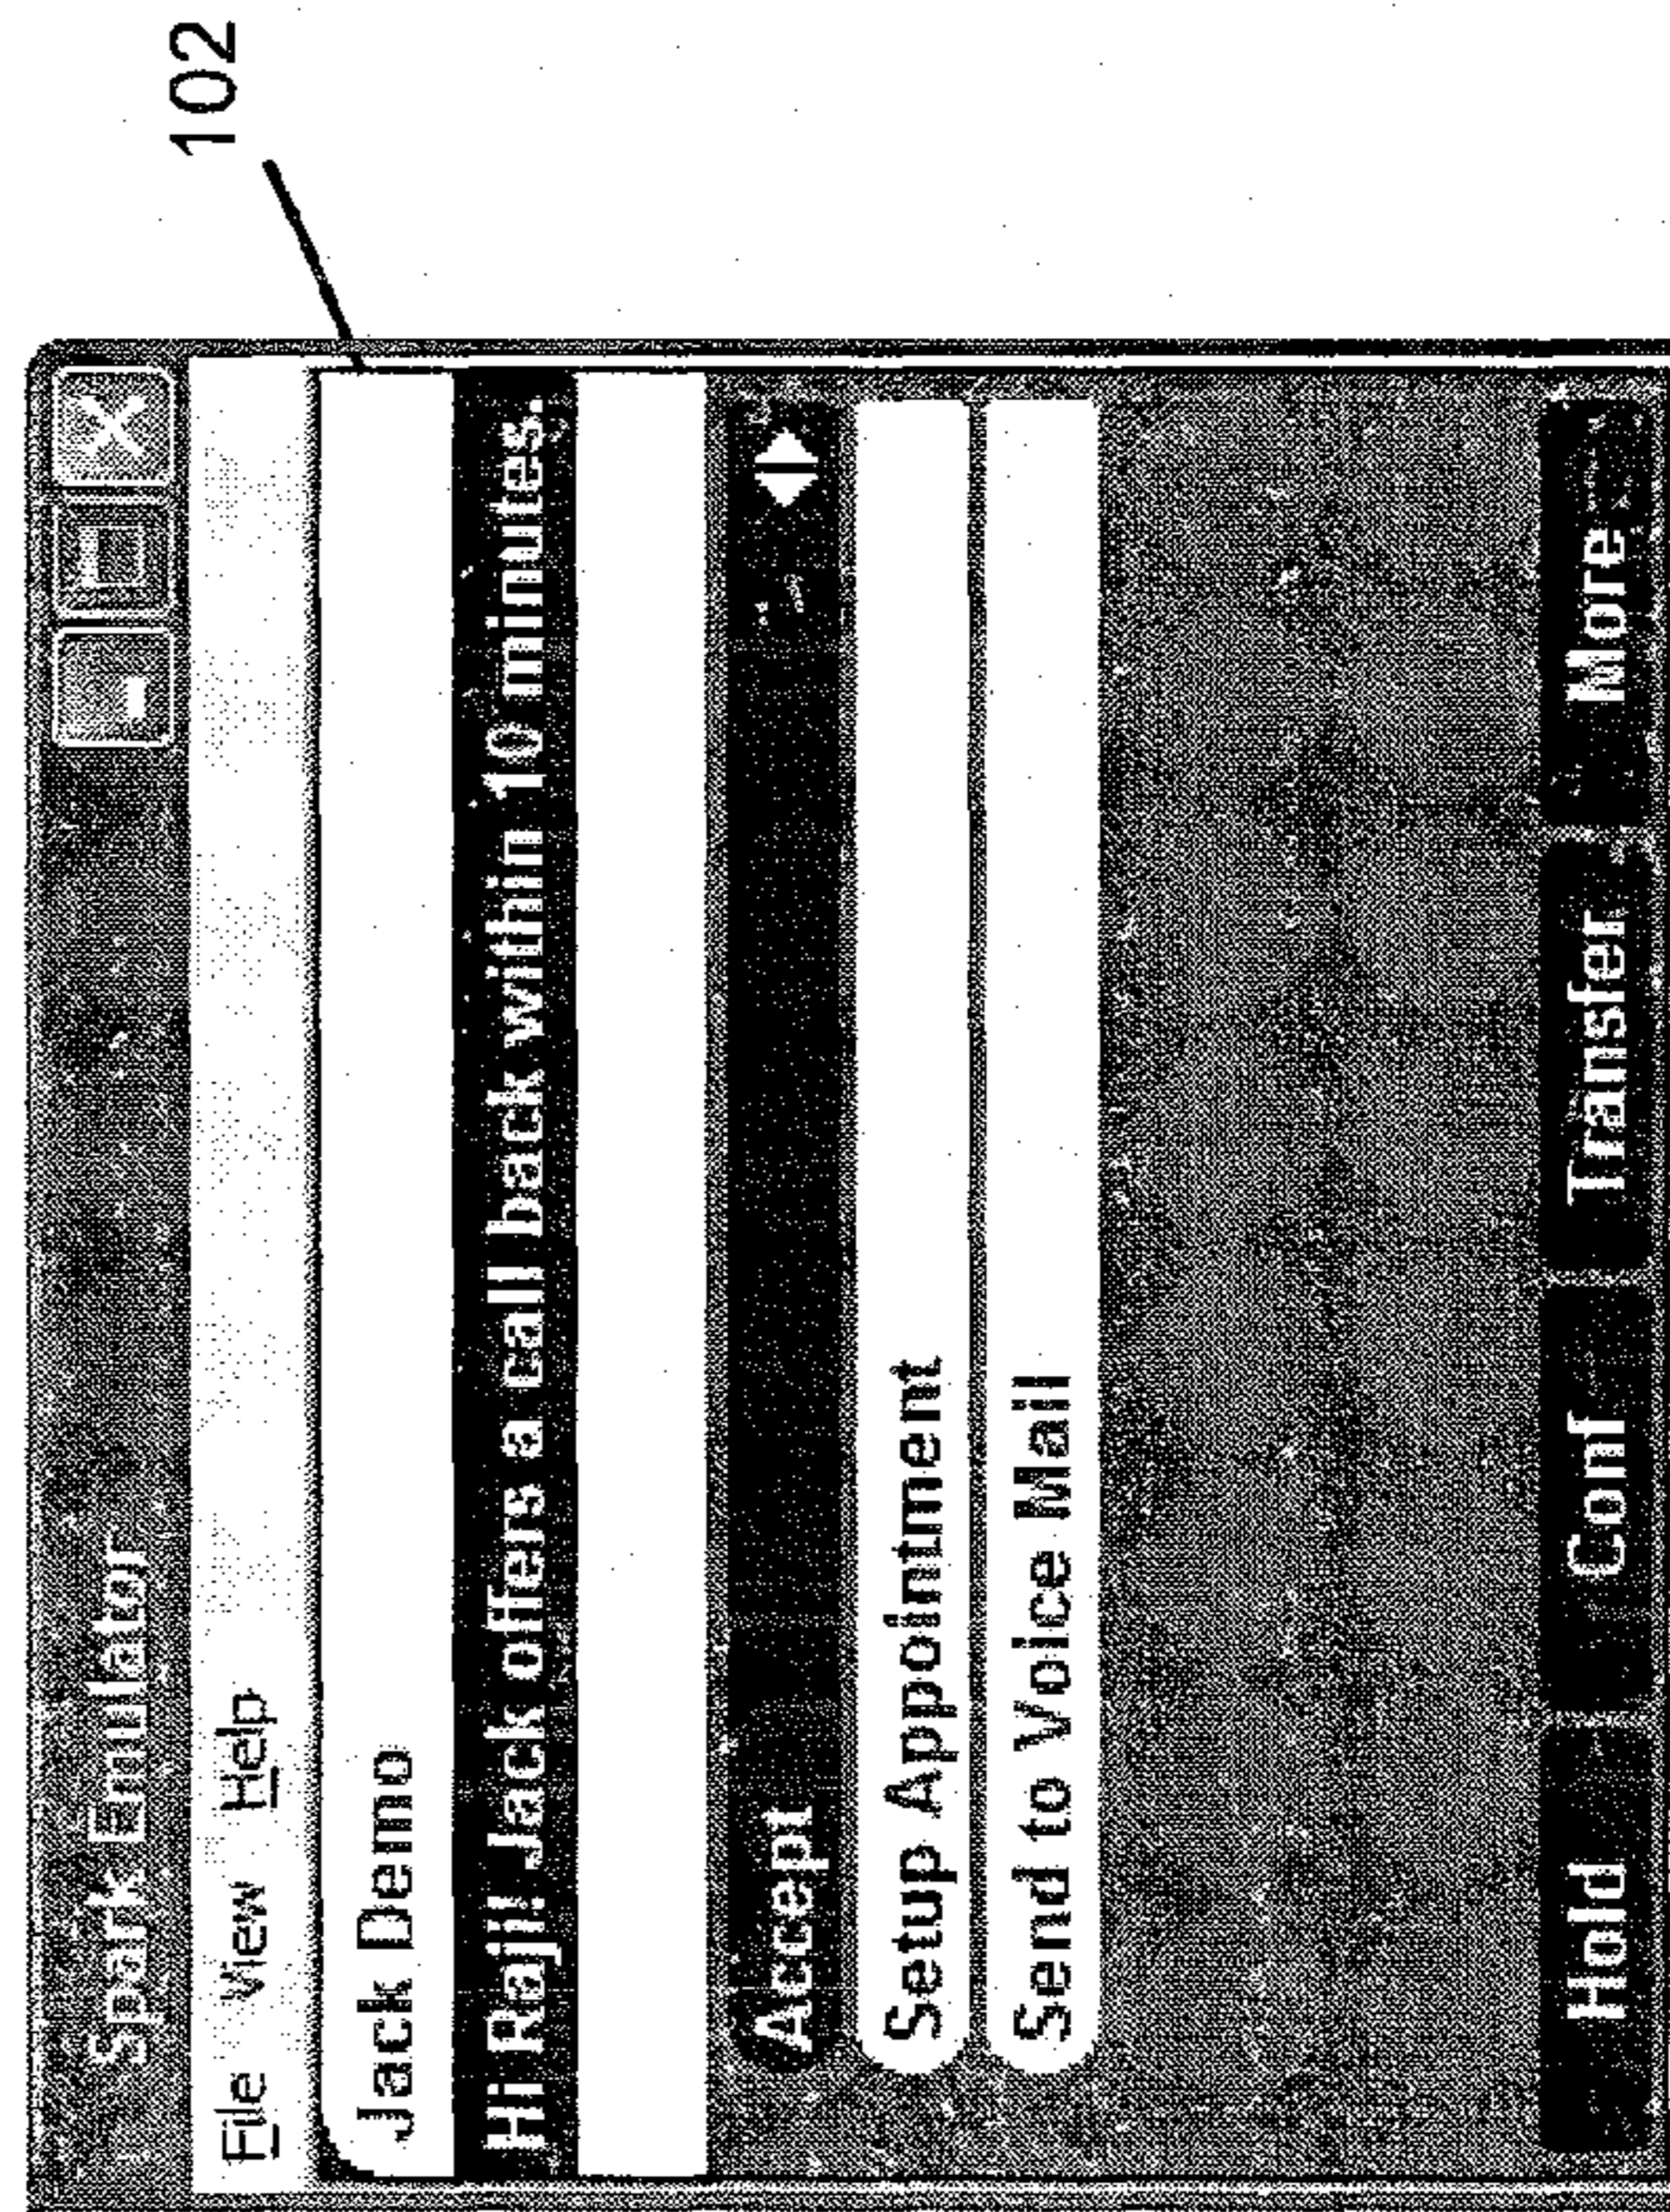 102
Spark Emulator
File View Help
Jack Demo
Hi Raji! Jack offers a call back within 10 minutes.
Accept
Setup Appointment
Send to Voice Mail
Hold Conf Transfer More